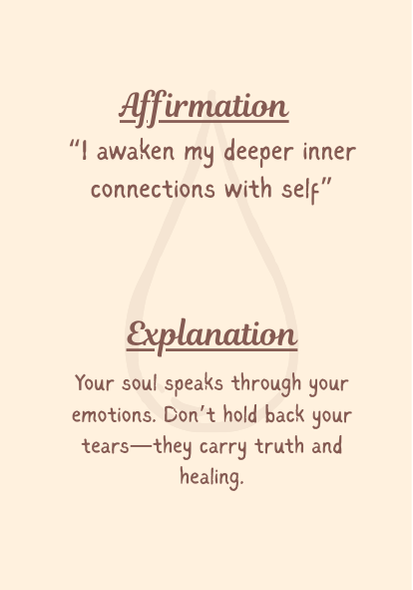 Affirmation
“I awaken my deeper inner
connections with self”
Explanation
Your soul speaks through your
emotions. Don’t hold back your
tears—they carry truth and
healing.